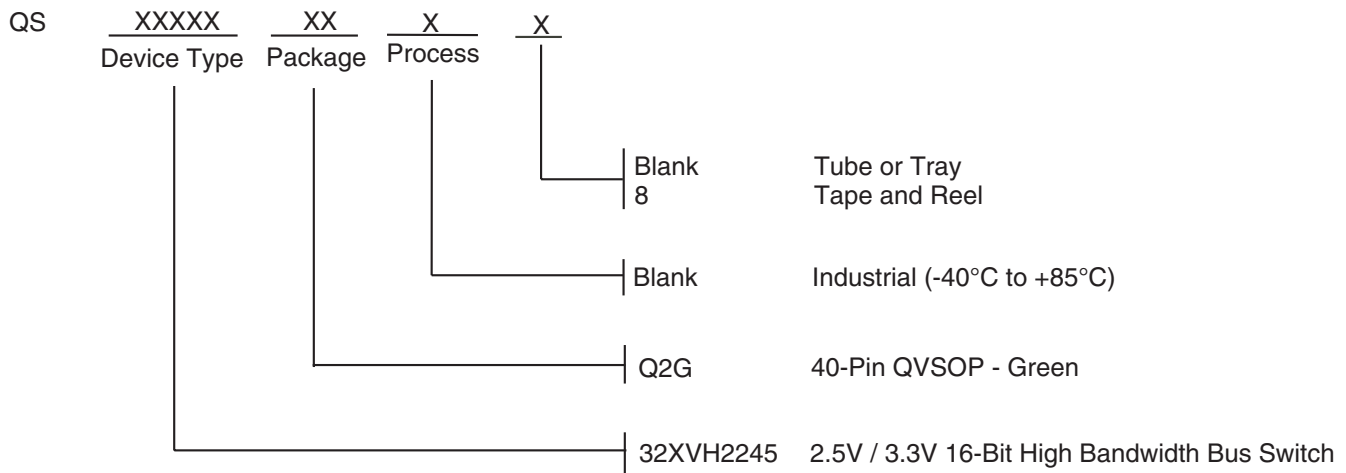 QS XXXXX XX X X
Device Type Package Process
Blank Tube or Tray
8 Tape and Reel
Blank Industrial (-40°C to +85°C)
Q2G 40-Pin QVSOP - Green
32XVH2245 2.5V / 3.3V 16-Bit High Bandwidth Bus Switch